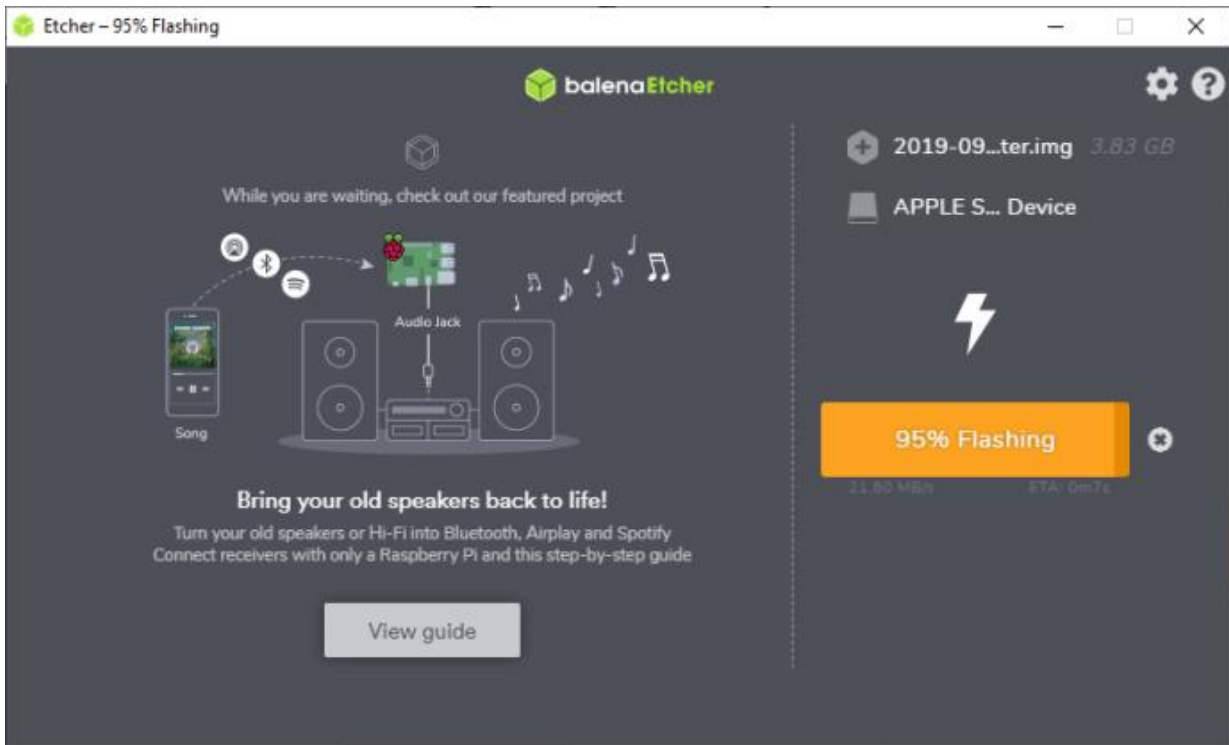 Etcher – 95% Flashing
balenaEtcher
While you are waiting, check out our featured project
Audio Jack
Song
Bring your old speakers back to life!
Turn your old speakers or Hi-Fi into Bluetooth, Airplay and Spotify
Connect receivers with only a Raspberry Pi and this step-by-step guide
View guide
2019-09...ter.img 3.83 GB
APPLE S... Device
95% Flashing
21.80 MB/s ETA: 0m7s